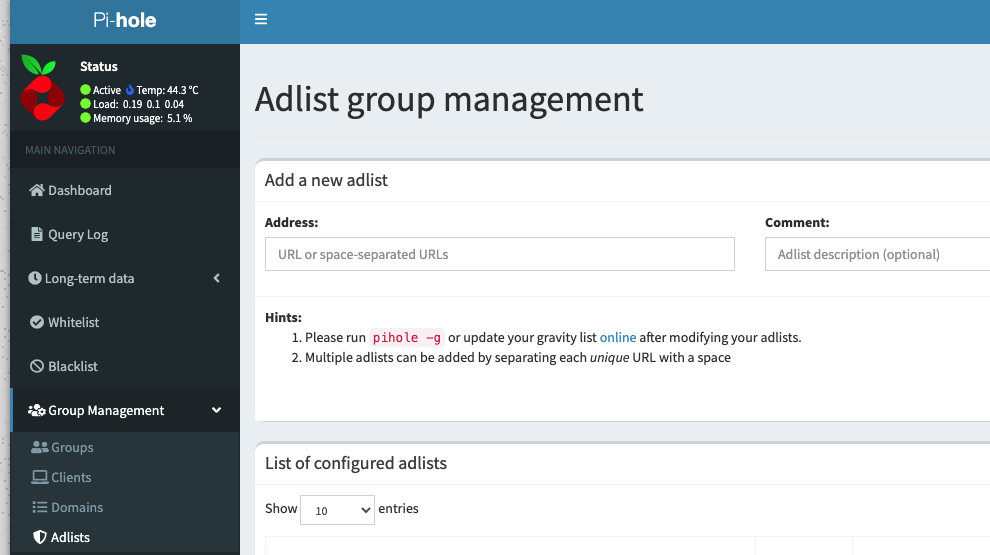 Pi-hole
Status
Active Temp: 44.3 °C
Load: 0.19 0.1 0.04
Memory usage: 5.1 %
MAIN NAVIGATION
Dashboard
Query Log
Long-term data
Whitelist
Blacklist
Group Management
Groups
Clients
Domains
Adlists
Adlist group management
Add a new adlist
Address:
URL or space-separated URLs
Comment:
Adlist description (optional)
Hints:
1. Please run pihole -g or update your gravity list online after modifying your adlists.
2. Multiple adlists can be added by separating each unique URL with a space
List of configured adlists
Show 10 entries